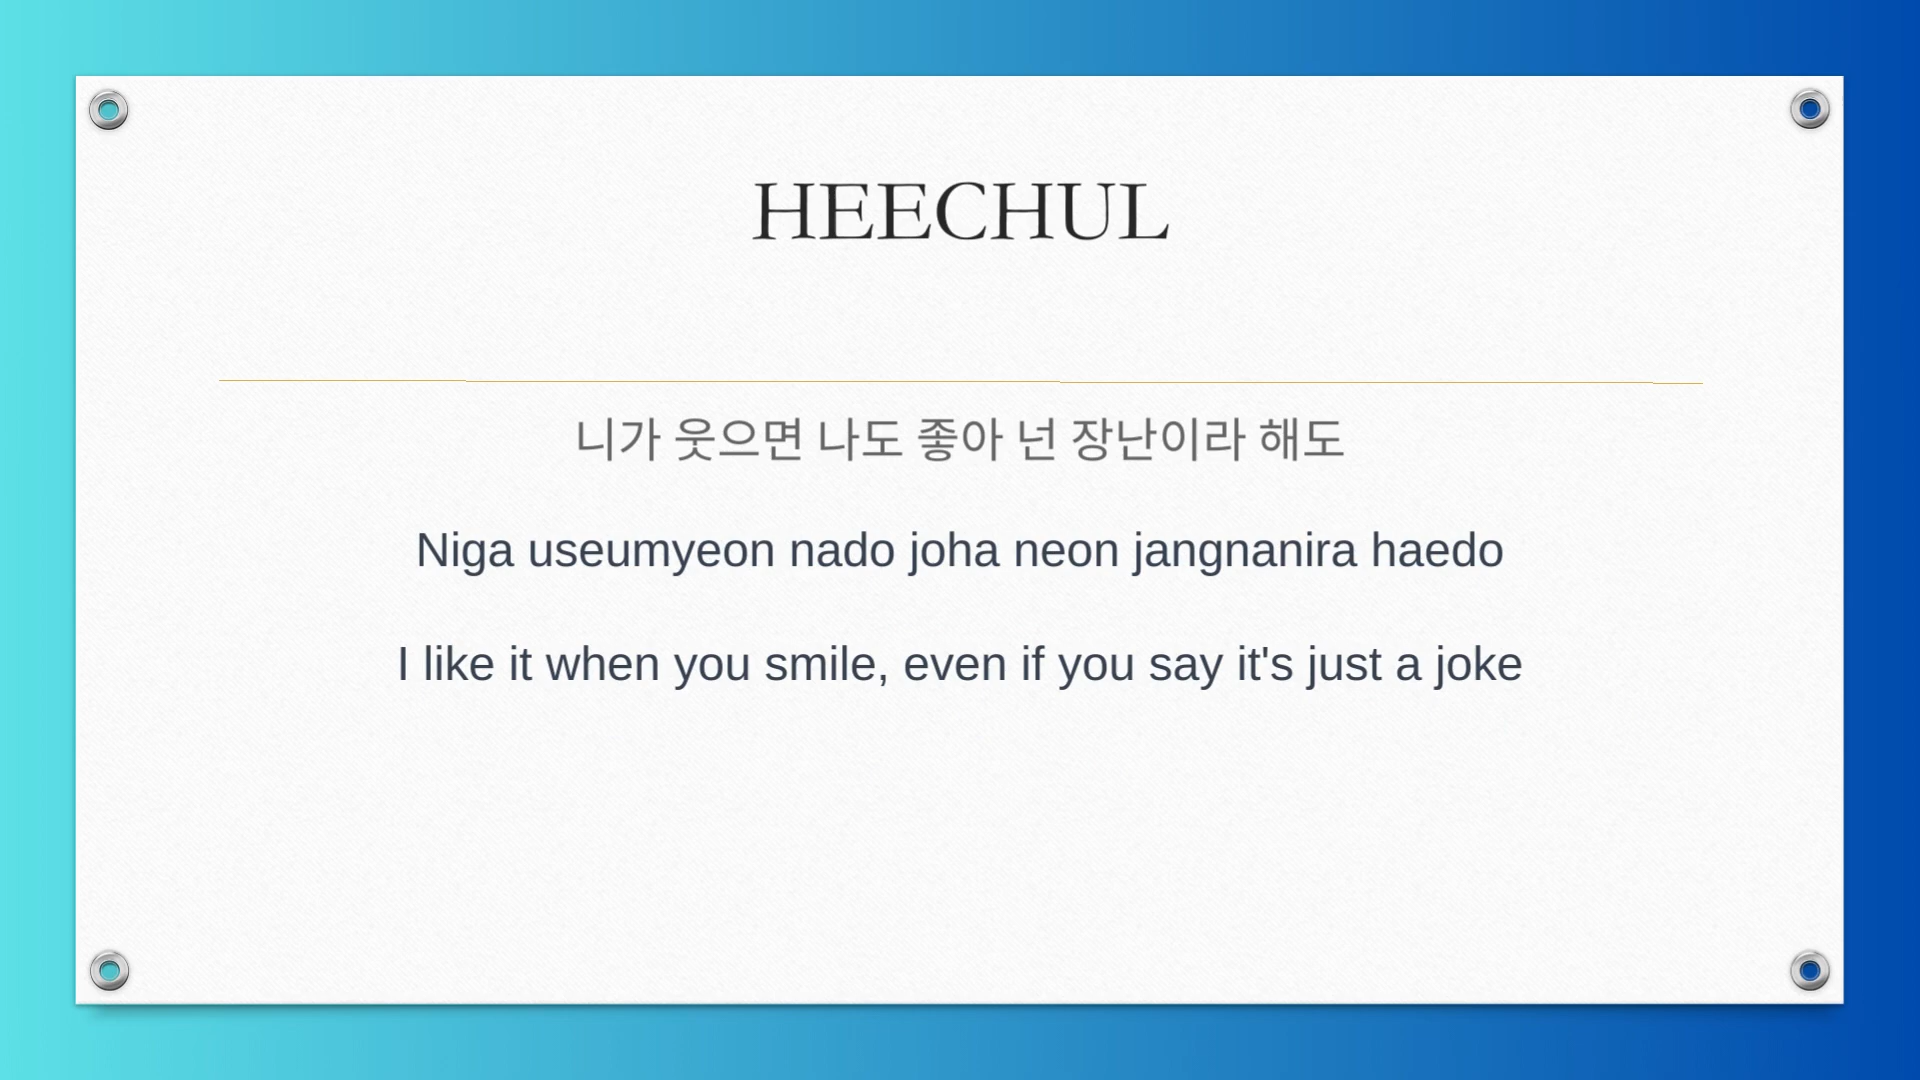 HEECHUL
니가 웃으면 나도 좋아 넌 장난이라 해도
Niga useumyeon nado joha neon jangnanira haedo
I like it when you smile, even if you say it's just a joke